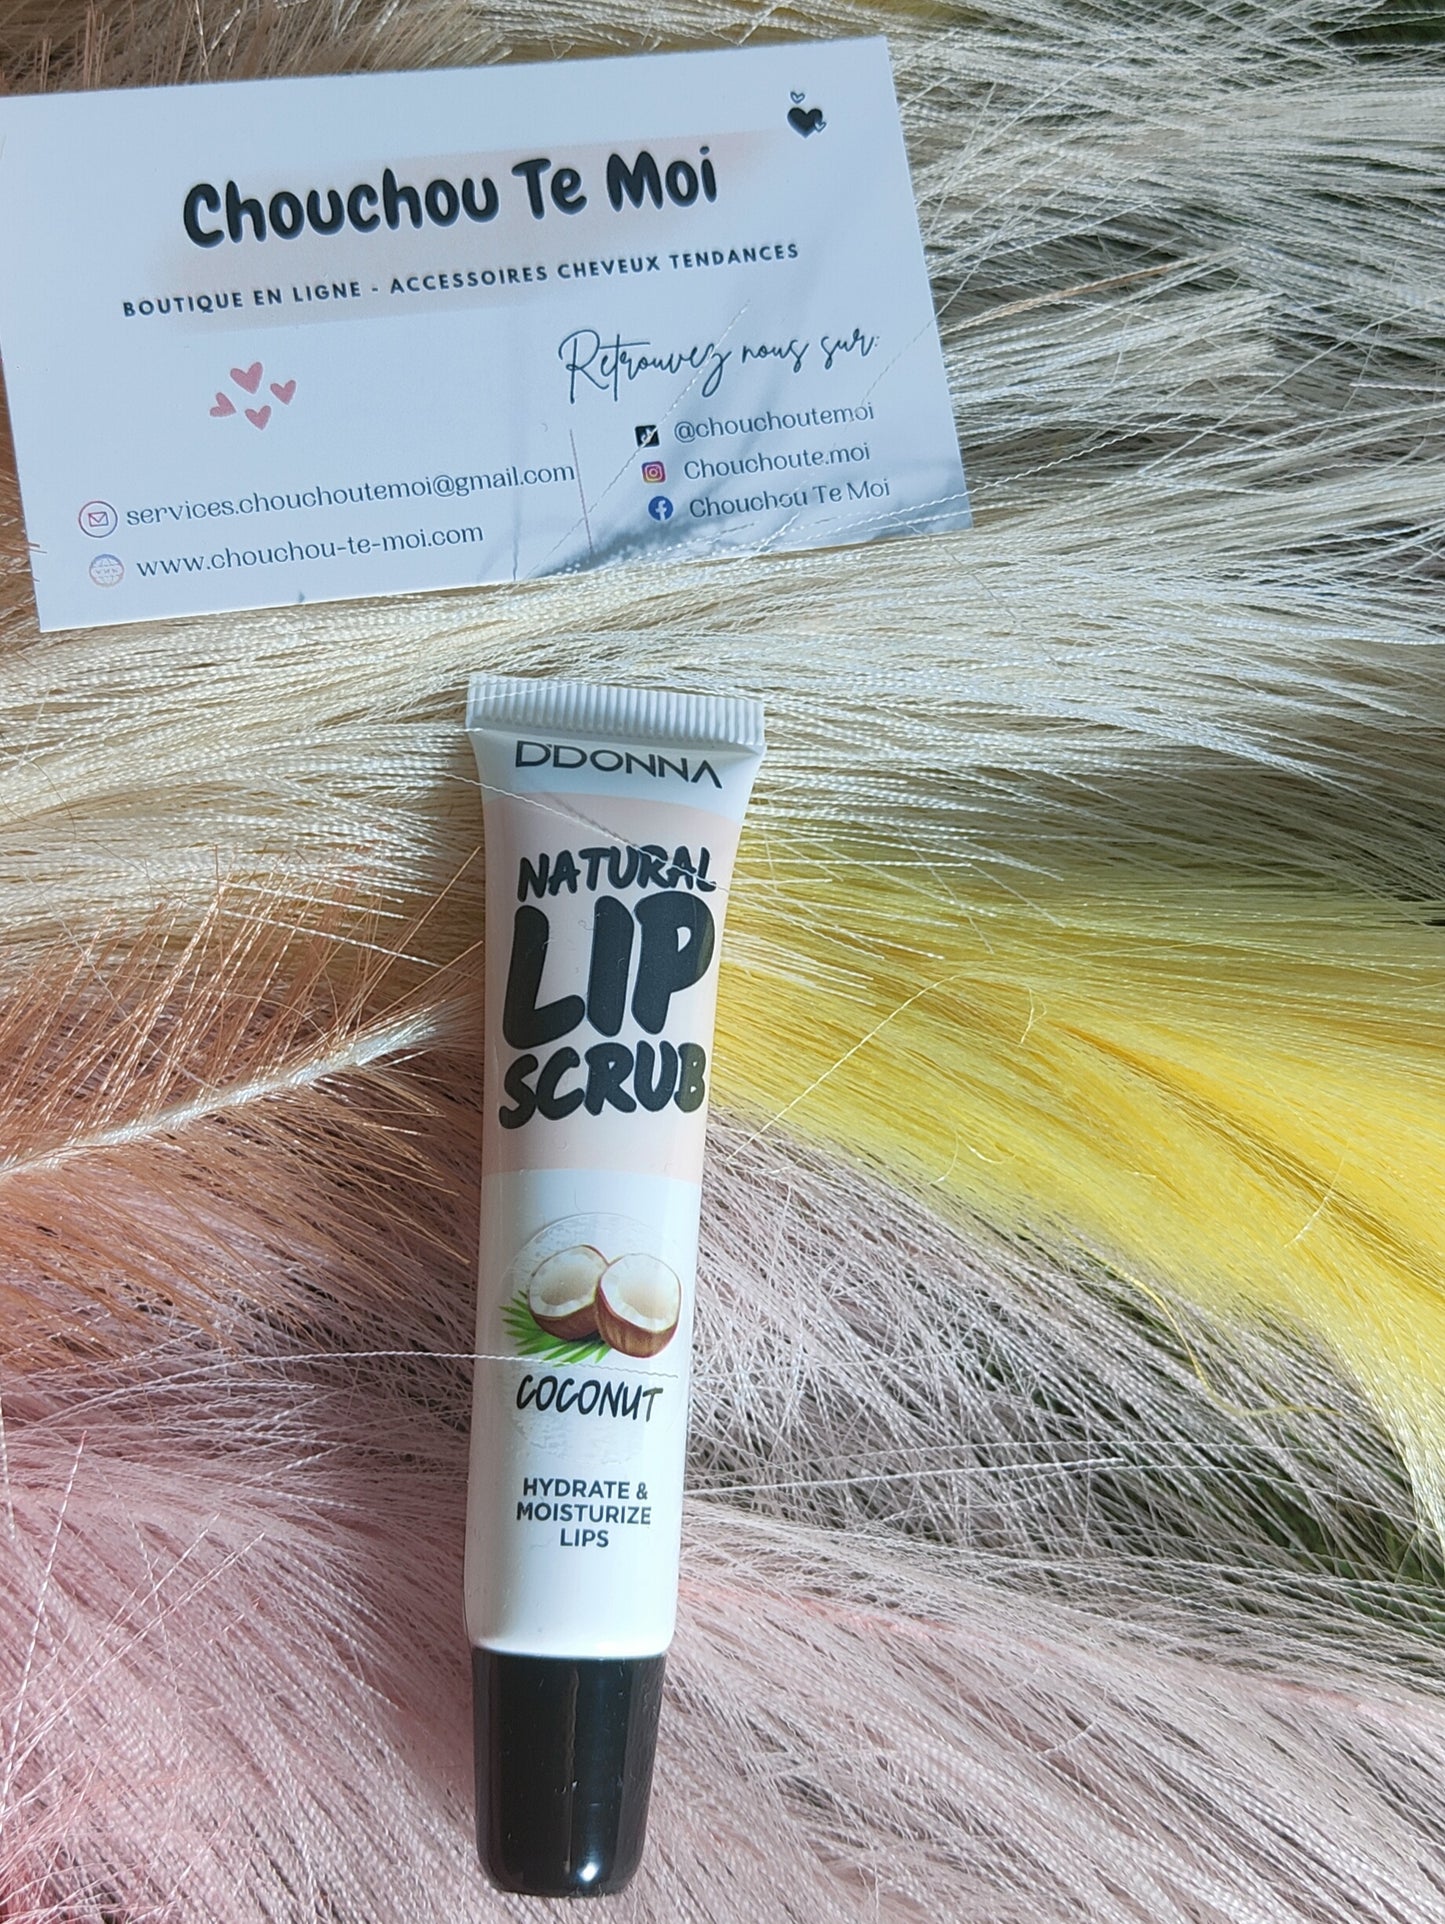 Chouchou Te Moi
BOUTIQUE EN LIGNE - ACCESSOIRES CHEVEUX TENDANCES
Retrouvez nous sur:
@chouchoutemoi
Chouchoute.moi
Chouchou Te Moi
services.chouchoutemoi@gmail.com
www.chouchou-te-moi.com
D'DONNA
NATURAL
LIP
SCRUB
COCONUT
HYDRATE &
MOISTURIZE
LIPS